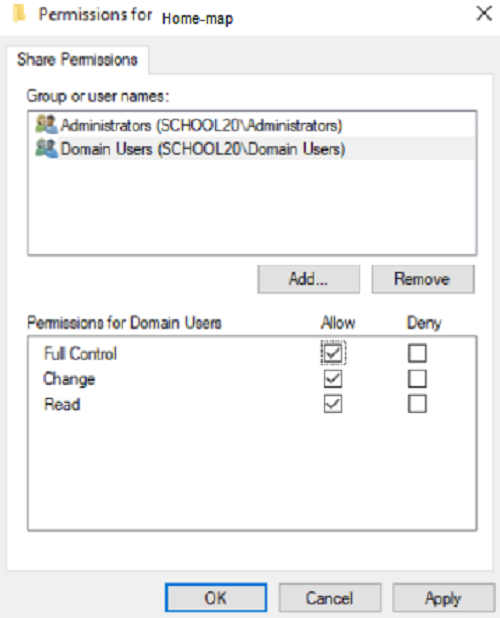 Permissions for Home-map
Share Permissions
Group or user names:
Administrators (SCHOOL20\Administrators)
Domain Users (SCHOOL20\Domain Users)
Add... Remove
Permissions for Domain Users Allow Deny
Full Control
Change
Read
OK Cancel Apply